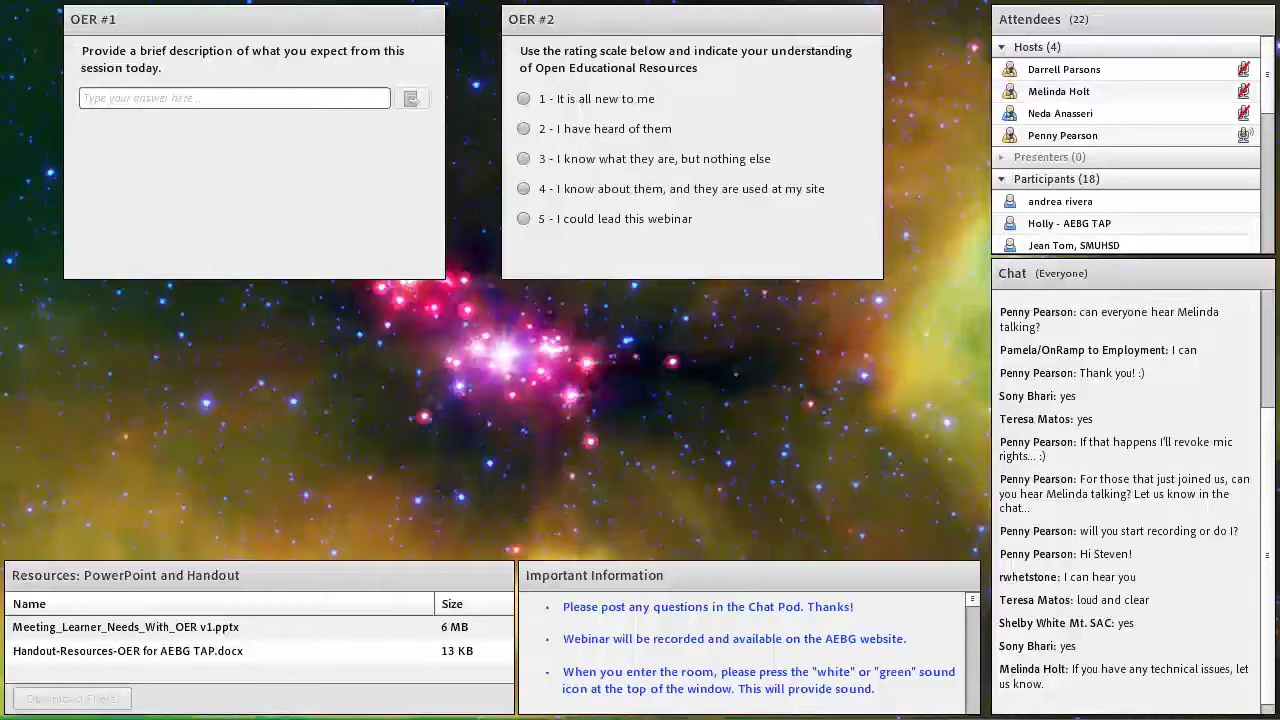 OER #1
Provide a brief description of what you expect from this
session today.
Type your answer here...
OER #2
Use the rating scale below and indicate your understanding
of Open Educational Resources
1 - It is all new to me
2 - I have heard of them
3 - I know what they are, but nothing else
4 - I know about them, and they are used at my site
5 - I could lead this webinar
Attendees (22)
Hosts (4)
Darrell Parsons
Melinda Holt
Neda Anasseri
Penny Pearson
Presenters (0)
Participants (18)
andrea rivera
Holly - AEBG TAP
Jean Tom, SMUHSD
Chat (Everyone)
Penny Pearson: can everyone hear Melinda
talking?
Pamela/OnRamp to Employment: I can
Penny Pearson: Thank you! :)
Sony Bhari: yes
Teresa Matos: yes
Penny Pearson: If that happens I'll revoke mic
rights... :)
Penny Pearson: For those that just joined us, can
you hear Melinda talking? Let us know in the
chat...
Penny Pearson: will you start recording or do I?
Penny Pearson: Hi Steven!
rwhetstone: I can hear you
Teresa Matos: loud and clear
Shelby White Mt. SAC: yes
Sony Bhari: yes
Melinda Holt: If you have any technical issues, let
us know.
Resources: PowerPoint and Handout
Name Size
Meeting_Learner_Needs_With_OER v1.pptx 6 MB
Handout-Resources-OER for AEBG TAP.docx 13 KB
Download File(s)
Important Information
• Please post any questions in the Chat Pod. Thanks!
• Webinar will be recorded and available on the AEBG website.
• When you enter the room, please press the "white" or "green" sound
icon at the top of the window. This will provide sound.